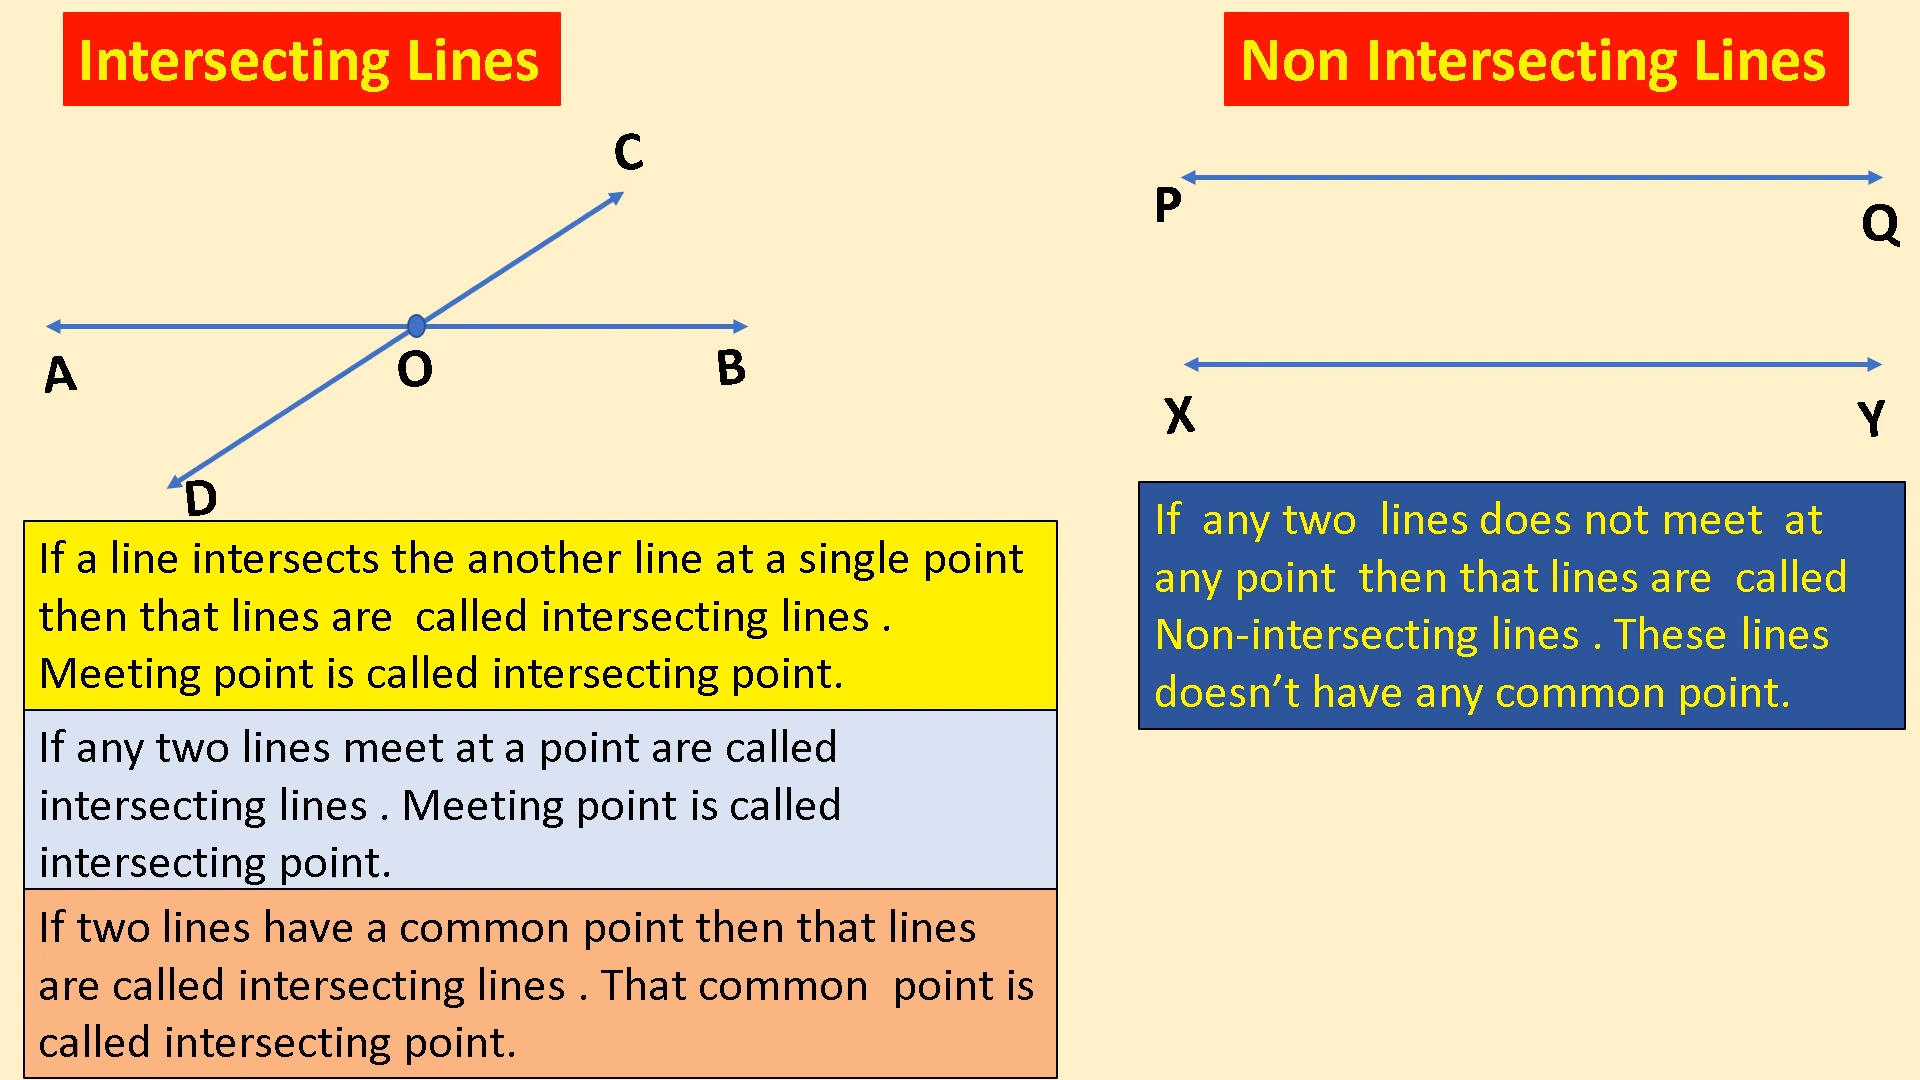 Intersecting Lines
C
A
O
B
D
If a line intersects the another line at a single point
then that lines are called intersecting lines .
Meeting point is called intersecting point.
If any two lines meet at a point are called
intersecting lines . Meeting point is called
intersecting point.
If two lines have a common point then that lines
are called intersecting lines . That common point is
called intersecting point.
Non Intersecting Lines
P
Q
X
Y
If any two lines does not meet at
any point then that lines are called
Non-intersecting lines . These lines
doesn’t have any common point.